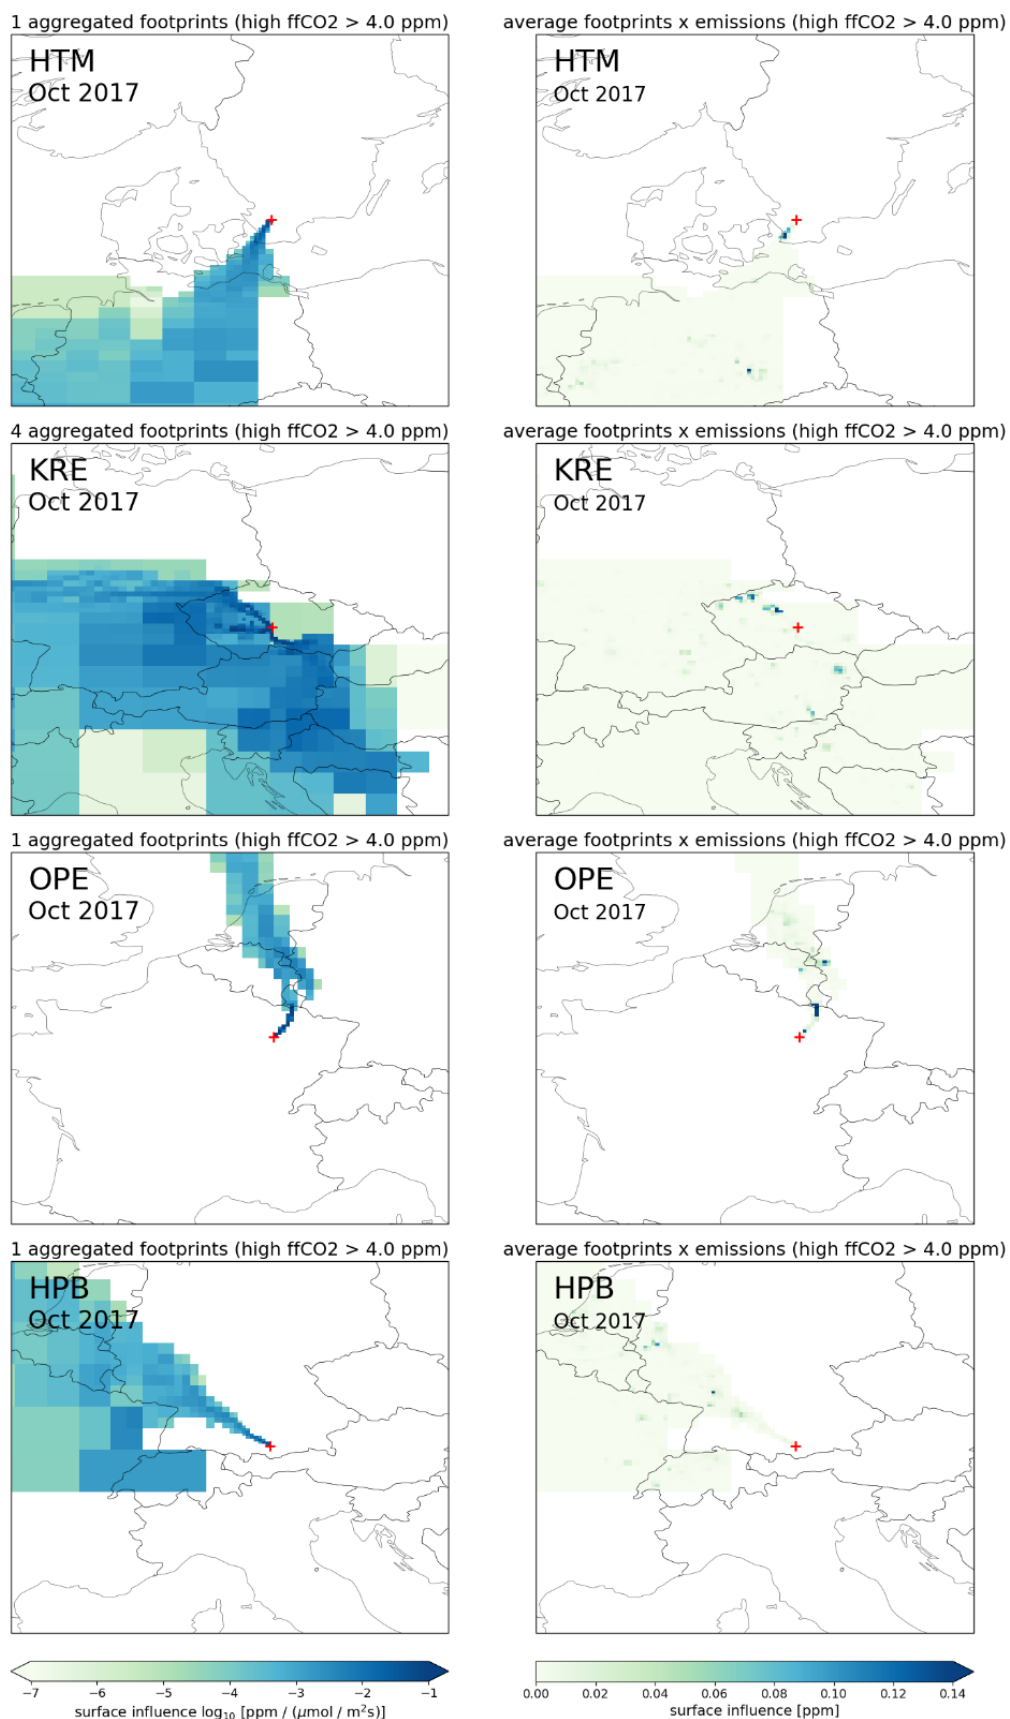 1 aggregated footprints (high ffCO2 > 4.0 ppm)
average footprints x emissions (high ffCO2 > 4.0 ppm)
HTM
Oct 2017
HTM
Oct 2017
4 aggregated footprints (high ffCO2 > 4.0 ppm)
average footprints x emissions (high ffCO2 > 4.0 ppm)
KRE
Oct 2017
KRE
Oct 2017
1 aggregated footprints (high ffCO2 > 4.0 ppm)
average footprints x emissions (high ffCO2 > 4.0 ppm)
OPE
Oct 2017
OPE
Oct 2017
1 aggregated footprints (high ffCO2 > 4.0 ppm)
average footprints x emissions (high ffCO2 > 4.0 ppm)
HPB
Oct 2017
HPB
Oct 2017
−7 −6 −5 −4 −3 −2 −1
surface influence log₁₀ [ppm / (μmol / m²s)]
0.00 0.02 0.04 0.06 0.08 0.10 0.12 0.14
surface influence [ppm]